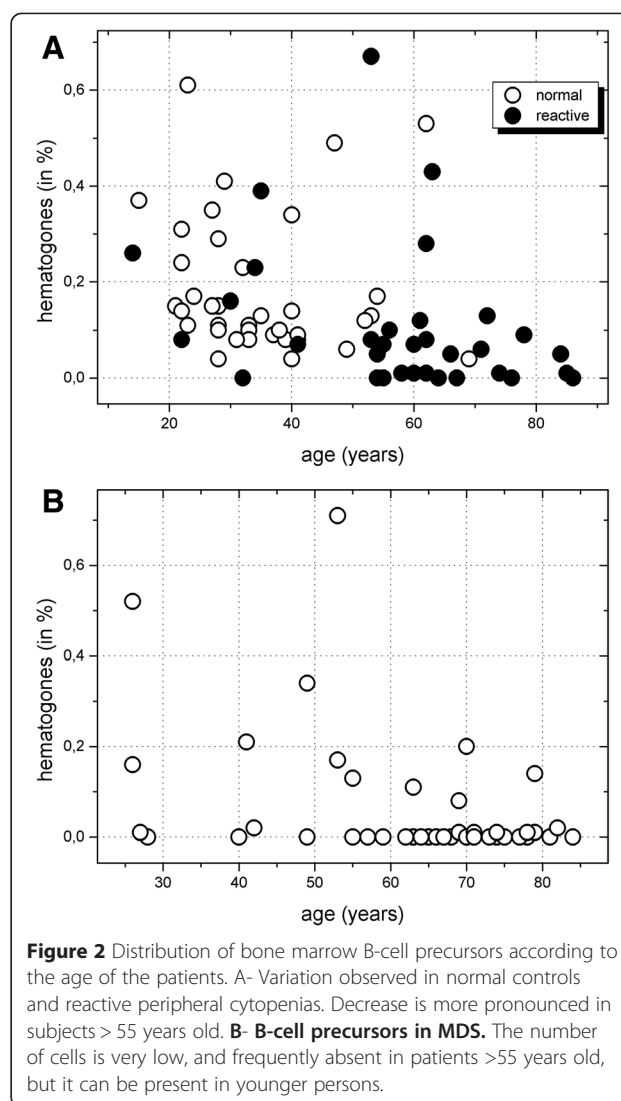 A
0,6
0,4
0,2
0,0
hematogones (in %)
normal
reactive
20
40
60
80
age (years)
B
0,6
0,4
0,2
0,0
hematogones (in %)
30
40
50
60
70
80
age (years)
Figure 2 Distribution of bone marrow B-cell precursors according to
the age of the patients. A- Variation observed in normal controls
and reactive peripheral cytopenias. Decrease is more pronounced in
subjects > 55 years old. B- B-cell precursors in MDS. The number
of cells is very low, and frequently absent in patients >55 years old,
but it can be present in younger persons.